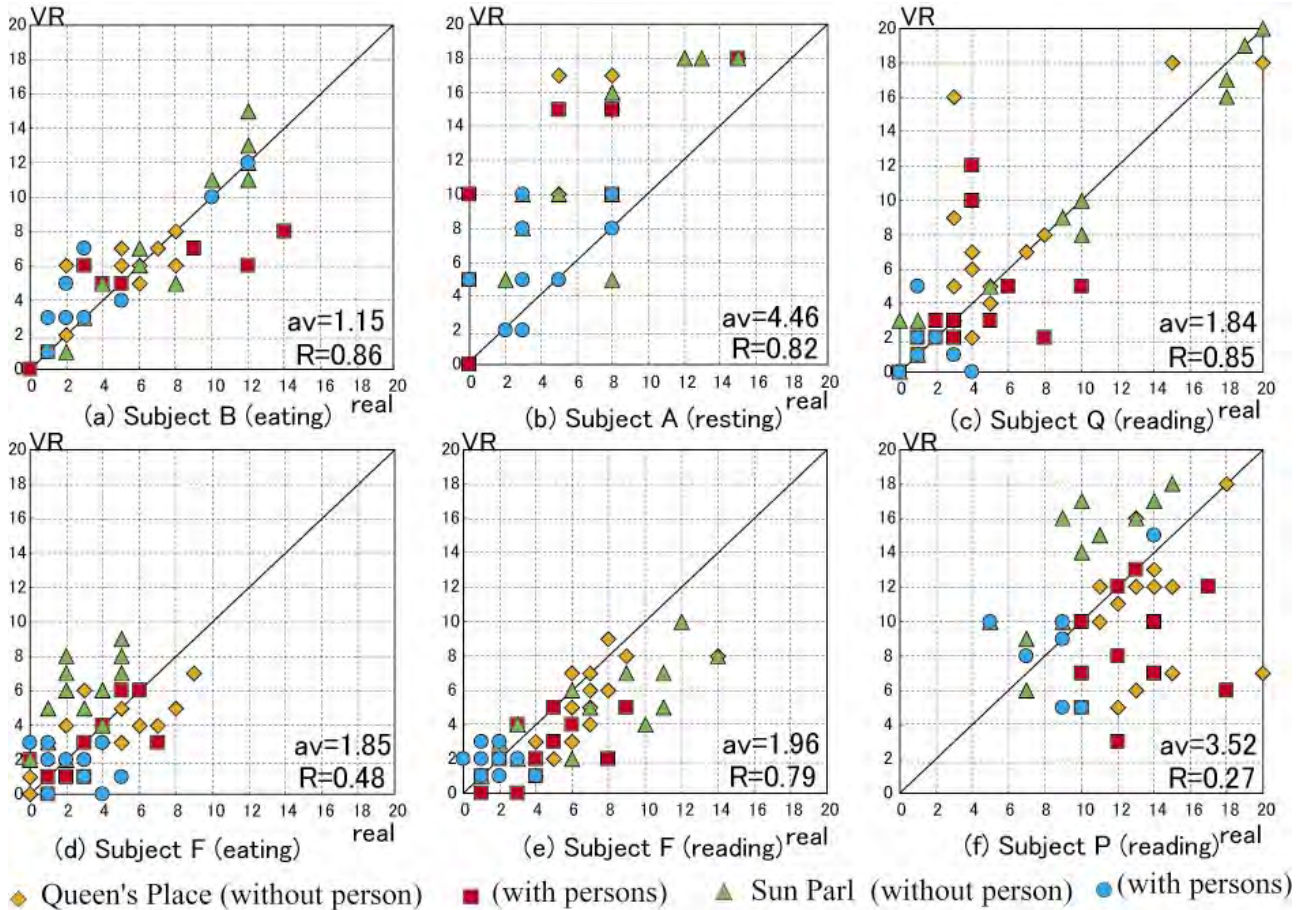 VR VR VR
20 20 20
18 18 18
16 16 16
14 14 14
12 12 12
10 10 10
8 8 8
6 6 6
4 av=1.15 4 av=4.46 4 av=1.84
2 R=0.86 2 R=0.82 2 R=0.85
0 0 0
0 2 4 6 8 10 12 14 16 18 20 0 2 4 6 8 10 12 14 16 18 20 0 2 4 6 8 10 12 14 16 18 20
(a) Subject B (eating) real (b) Subject A (resting) real (c) Subject Q (reading) real
VR VR VR
20 20 20
18 18 18
16 16 16
14 14 14
12 12 12
10 10 10
8 8 8
6 6 6
4 av=1.85 4 av=1.96 4 av=3.52
2 R=0.48 2 R=0.79 2 R=0.27
0 0 0
0 2 4 6 8 10 12 14 16 18 20 0 2 4 6 8 10 12 14 16 18 20 0 2 4 6 8 10 12 14 16 18 20
(d) Subject F (eating) real (e) Subject F (reading) real (f) Subject P (reading) real
Queen's Place (without person) (with persons) Sun Parl (without person) (with persons)